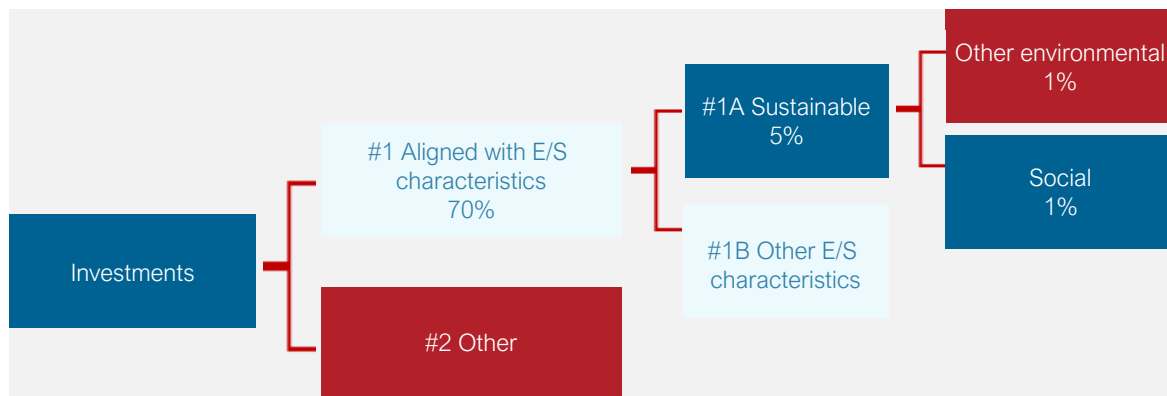 Investments
#1 Aligned with E/S
characteristics
70%
#2 Other
#1A Sustainable
5%
#1B Other E/S
characteristics
Other environmental
1%
Social
1%